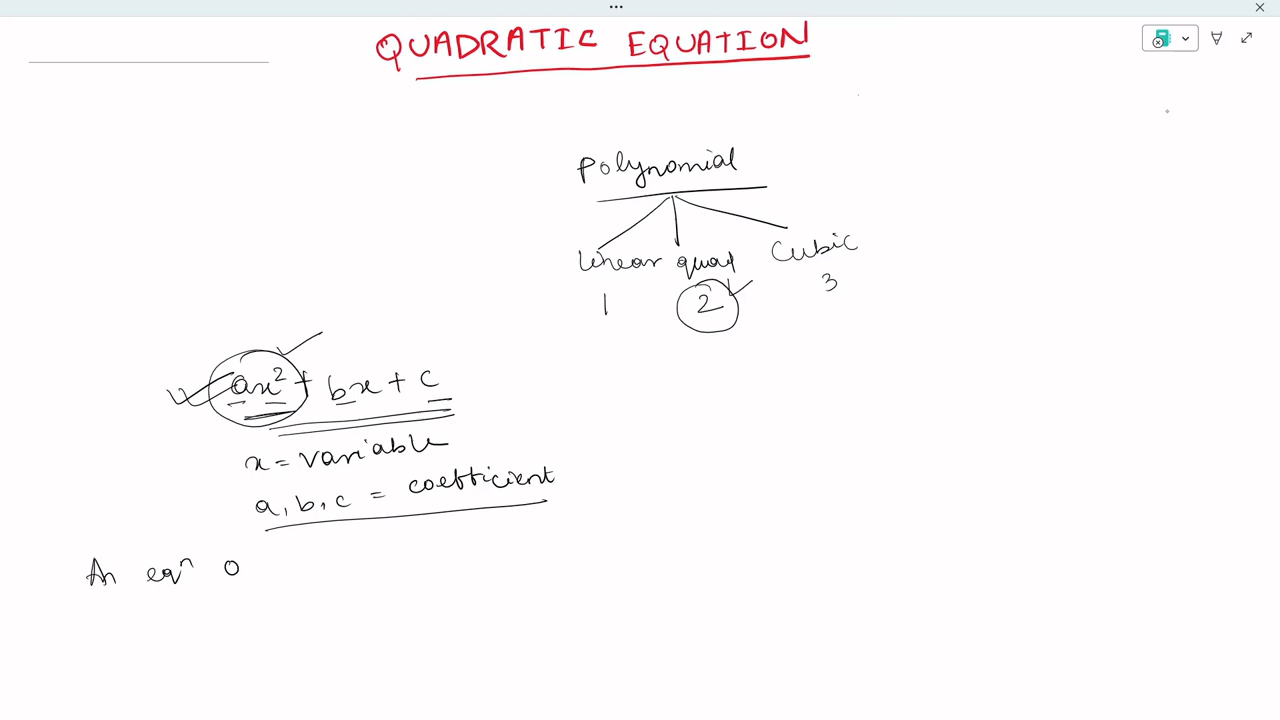 QUADRATIC EQUATION
Polynomial
linear quad Cubic
1 2 3
ax² + bx + c
x = variable
a, b, c = coefficient
An eqⁿ o